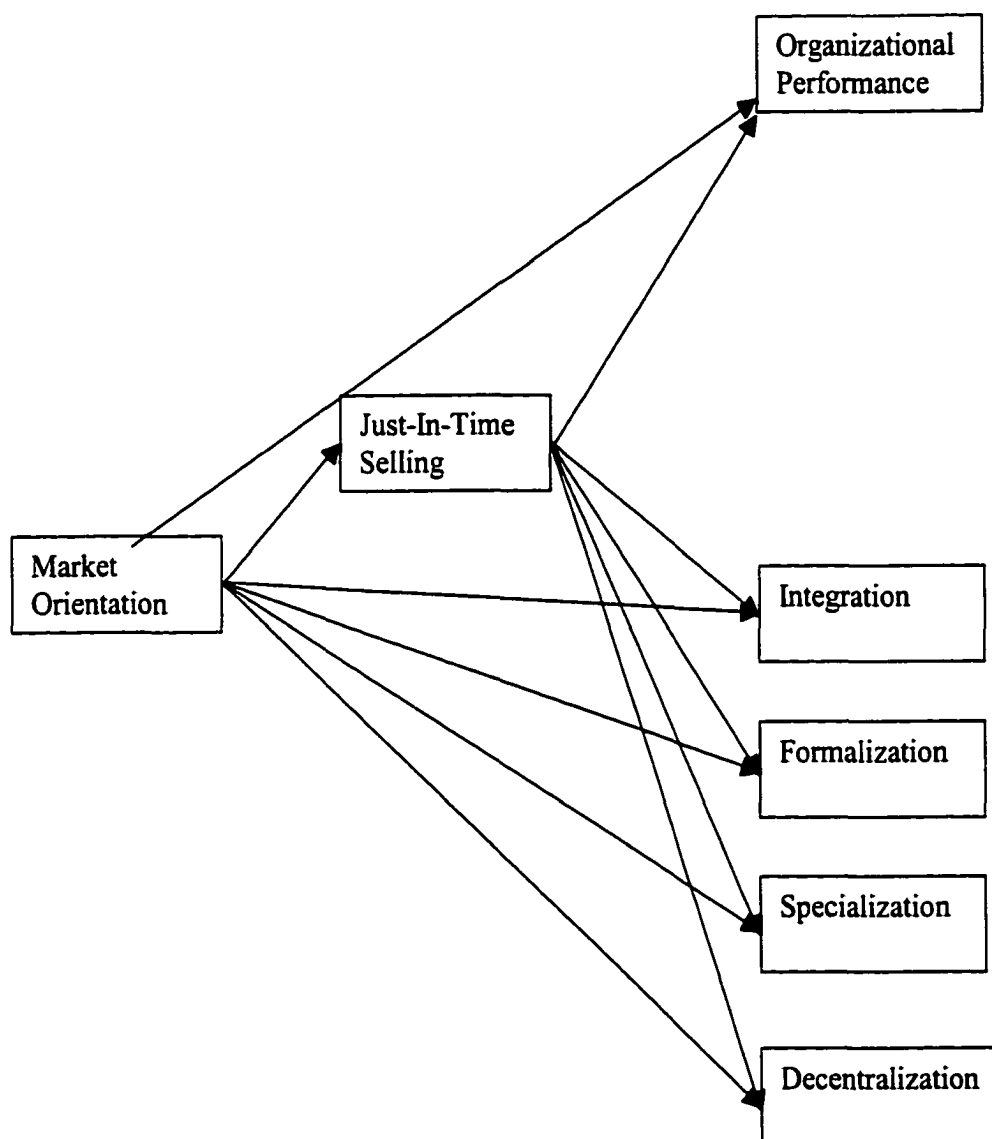 Organizational
Performance
Just-In-Time
Selling
Market
Orientation
Integration
Formalization
Specialization
Decentralization